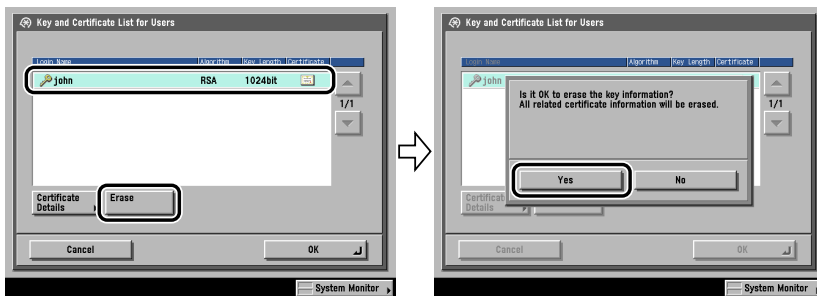 Key and Certificate List for Users
Login Name Algorithm Key Length Certificate
john RSA 1024bit
1/1
Certificate Details
Erase
Cancel
OK
System Monitor
Key and Certificate List for Users
Login Name Algorithm Key Length Certificate
john
Is it OK to erase the key information?
All related certificate information will be erased.
1/1
Yes
No
Certificat
Details
Cancel
OK
System Monitor